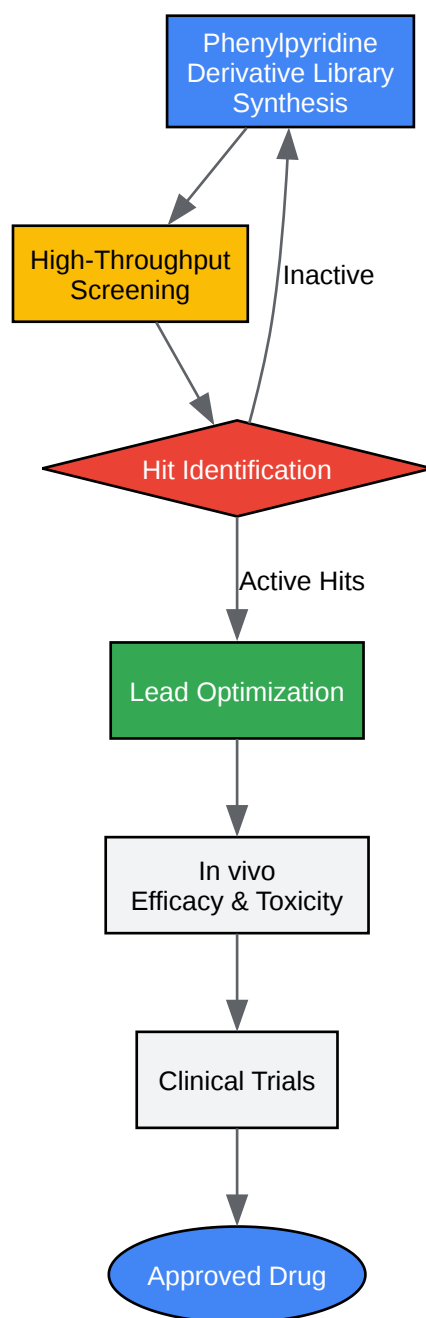 Phenylpyridine
Derivative Library
Synthesis
High-Throughput
Screening
Inactive
Hit Identification
Active Hits
Lead Optimization
In vivo
Efficacy & Toxicity
Clinical Trials
Approved Drug